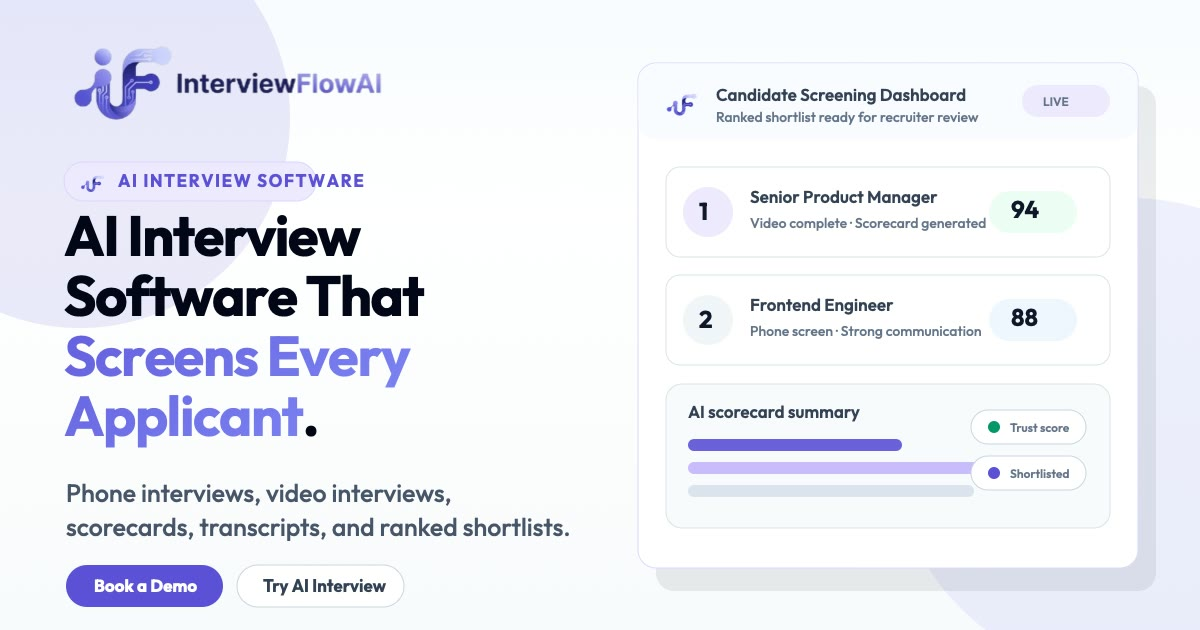 InterviewFlowAI
AI INTERVIEW SOFTWARE
AI Interview
Software That
Screens Every
Applicant.
Phone interviews, video interviews,
scorecards, transcripts, and ranked shortlists.
Book a Demo
Try AI Interview
Candidate Screening Dashboard
Ranked shortlist ready for recruiter review
LIVE
1
Senior Product Manager
Video complete · Scorecard generated
94
2
Frontend Engineer
Phone screen · Strong communication
88
AI scorecard summary
Trust score
Shortlisted